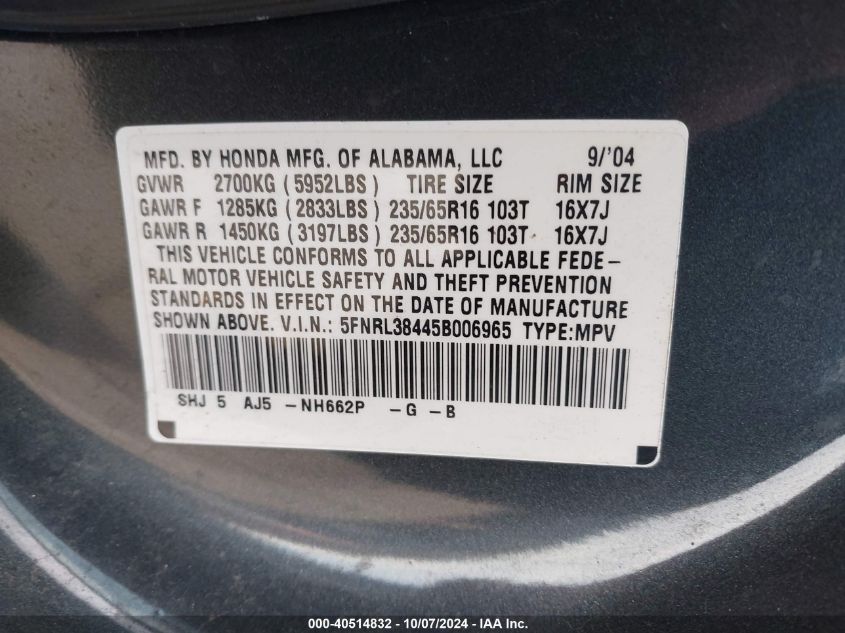 MFD. BY HONDA MFG. OF ALABAMA, LLC 9/'04
GVWR 2700KG (5952LBS) TIRE SIZE RIM SIZE
GAWR F 1285KG (2833LBS) 235/65R16 103T 16X7J
GAWR R 1450KG (3197LBS) 235/65R16 103T 16X7J
THIS VEHICLE CONFORMS TO ALL APPLICABLE FEDE-
RAL MOTOR VEHICLE SAFETY AND THEFT PREVENTION
STANDARDS IN EFFECT ON THE DATE OF MANUFACTURE
SHOWN ABOVE. V.I.N.: 5FNRL38445B006965 TYPE:MPV
SHJ 5 AJ5 -NH662P -G -B
000-40514832 - 10/07/2024 - IAA Inc.